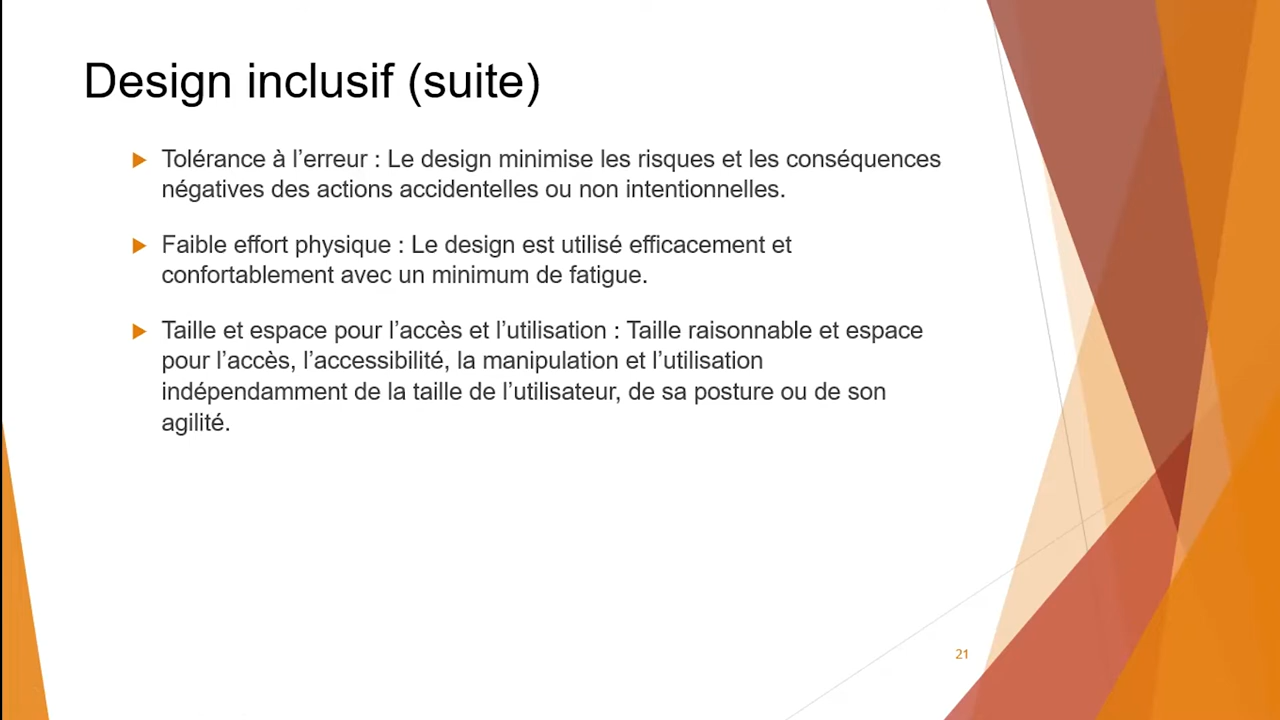 Design inclusif (suite)
Tolérance à l’erreur : Le design minimise les risques et les conséquences
négatives des actions accidentelles ou non intentionnelles.
Faible effort physique : Le design est utilisé efficacement et
confortablement avec un minimum de fatigue.
Taille et espace pour l’accès et l’utilisation : Taille raisonnable et espace
pour l’accès, l’accessibilité, la manipulation et l’utilisation
indépendamment de la taille de l’utilisateur, de sa posture ou de son
agilité.
21